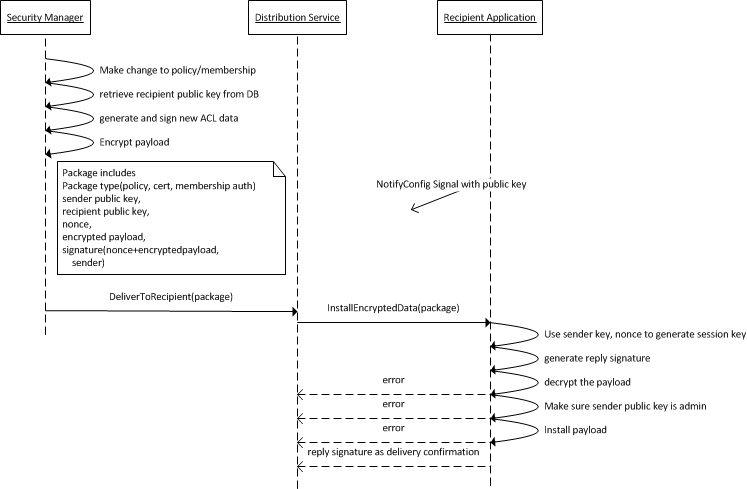 Security Manager
Distribution Service
Recipient Application
Make change to policy/membership
retrieve recipient public key from DB
generate and sign new ACL data
Encrypt payload
Package includes
Package type(policy, cert, membership auth)
sender public key,
recipient public key,
nonce,
encrypted payload,
signature(nonce+encryptedpayload,
sender)
NotifyConfig Signal with public key
DeliverToRecipient(package)
InstallEncryptedData(package)
Use sender key, nonce to generate session key
generate reply signature
decrypt the payload
error
Make sure sender public key is admin
error
Install payload
error
reply signature as delivery confirmation